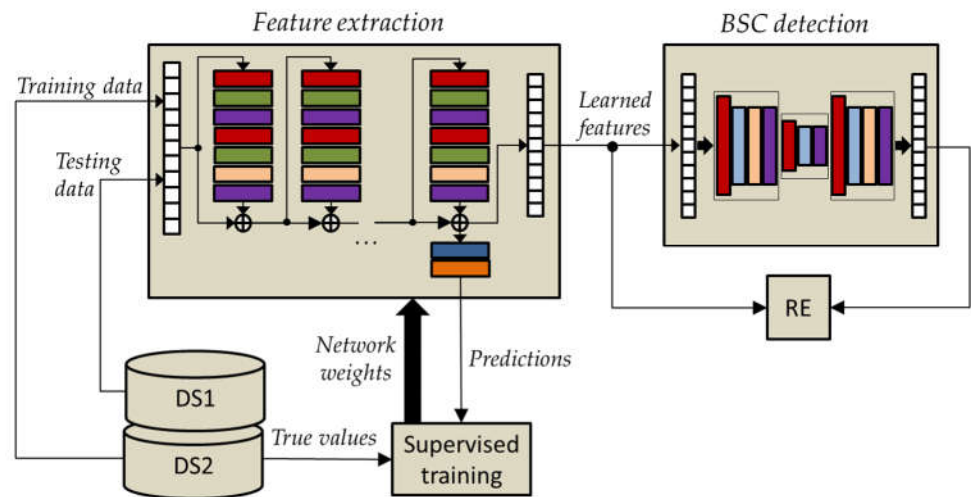 Feature extraction
BSC detection
Training data
Testing
data
Learned
features
...
RE
Network
weights
Predictions
DS1
DS2
True values
Supervised
training